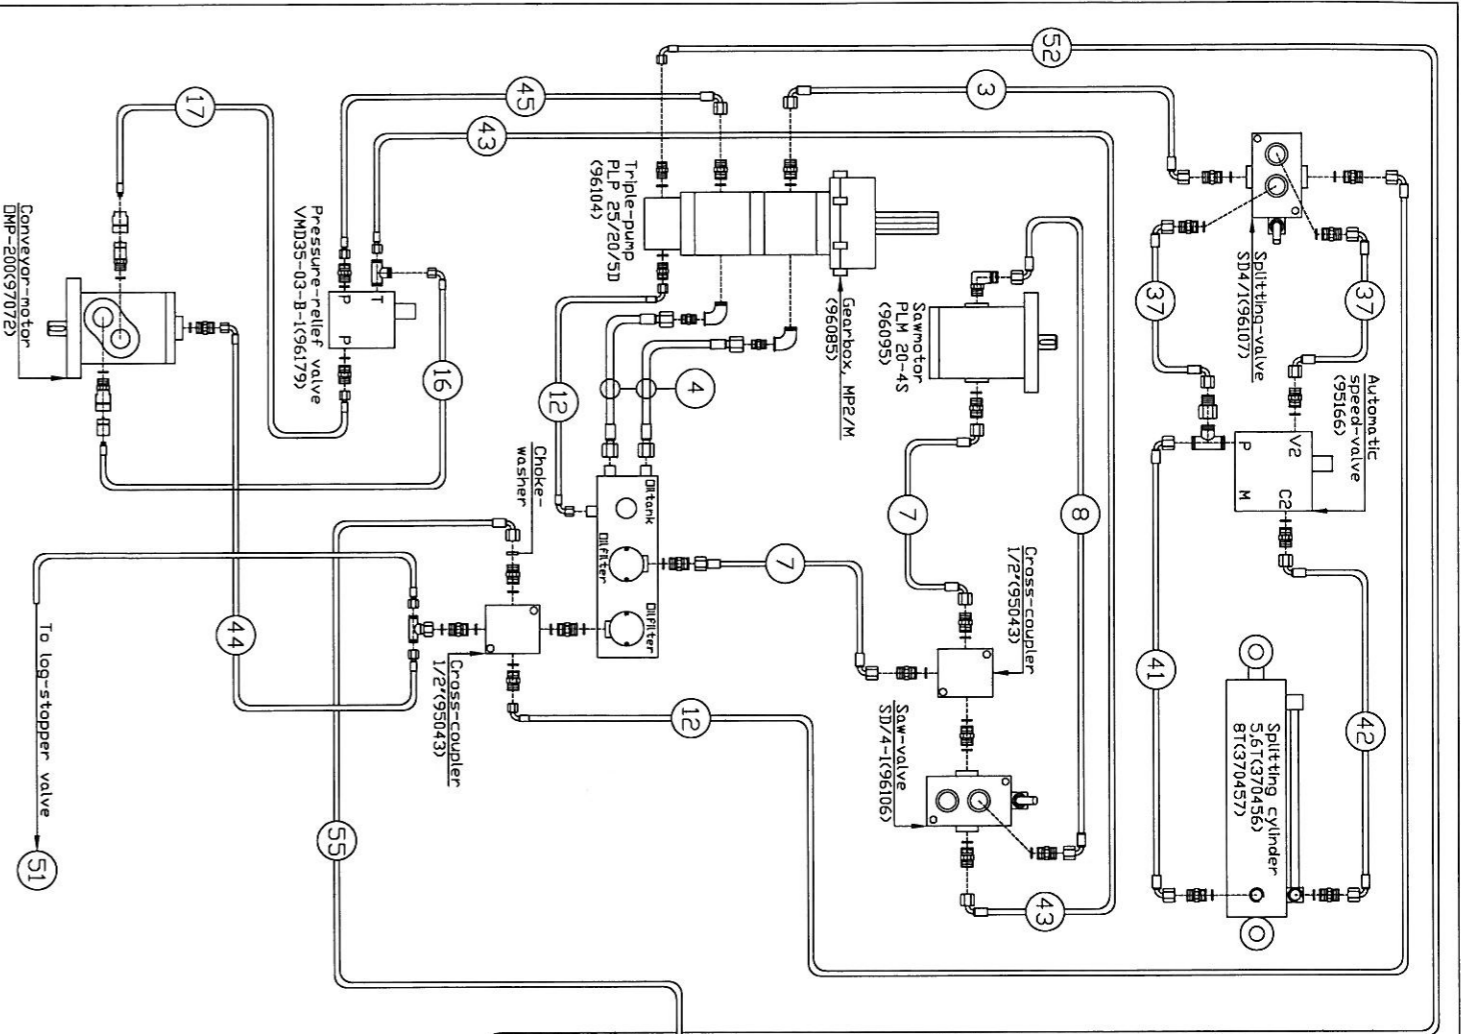 52
3
45
43
17
Splitting-valve
SD4/1(96107)
37
37
Automatic
speed-valve
(95166)
V2
P
M
C2
41
42
Splitting cylinder
5,6T(370456)
8T(370457)
Triple-pump
PLP 25/20/5D
(96104)
Gearbox, MP2/M
(96085)
Sawmotor
PLM 20-4S
(96095)
8
7
7
Cross-coupler
1/2"(95043)
Saw-valve
SD/4-1(96106)
43
4
12
Oiltank
Oilfilter
Oilfilter
Choke-
washer
Cross-coupler
1/2"(95043)
12
Pressure-relief valve
VMD35-03-B-1(96179)
T
P
P
16
Conveyor-motor
OMP-200(97072)
44
55
To log-stopper valve
51